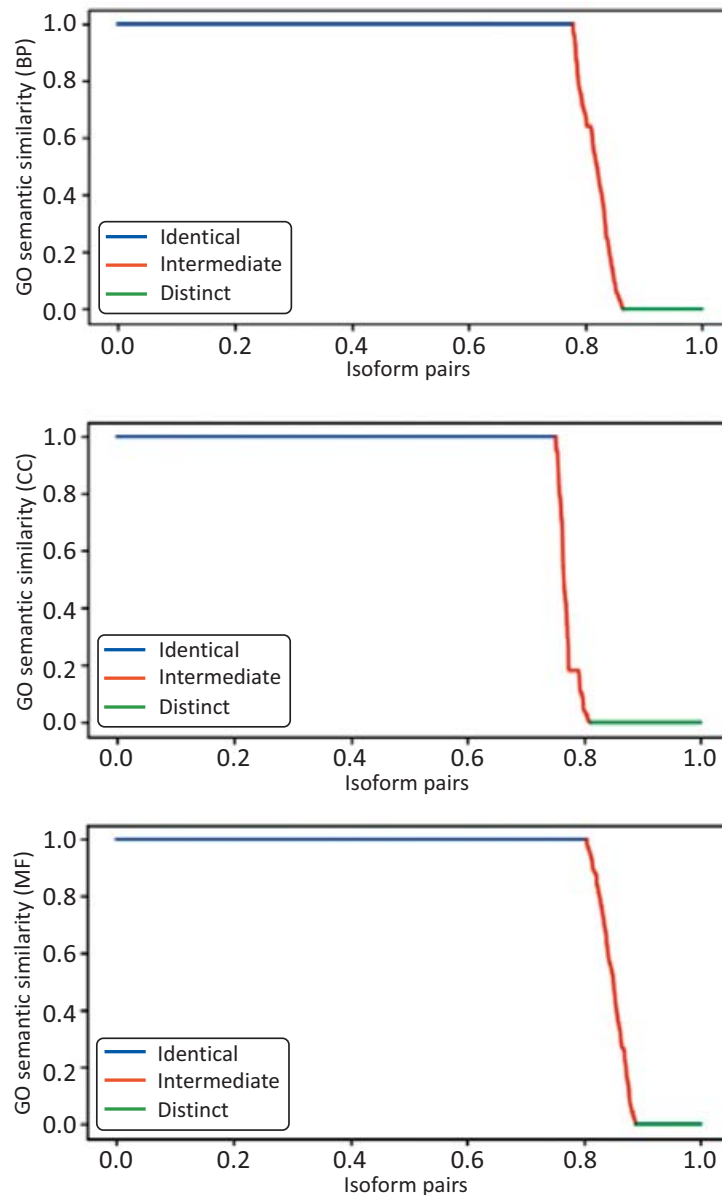 GO semantic similarity (BP)
1.0
0.8
0.6
0.4
0.2
0.0
Identical
Intermediate
Distinct
0.0 0.2 0.4 0.6 0.8 1.0
Isoform pairs
GO semantic similarity (CC)
1.0
0.8
0.6
0.4
0.2
0.0
Identical
Intermediate
Distinct
0.0 0.2 0.4 0.6 0.8 1.0
Isoform pairs
GO semantic similarity (MF)
1.0
0.8
0.6
0.4
0.2
0.0
Identical
Intermediate
Distinct
0.0 0.2 0.4 0.6 0.8 1.0
Isoform pairs